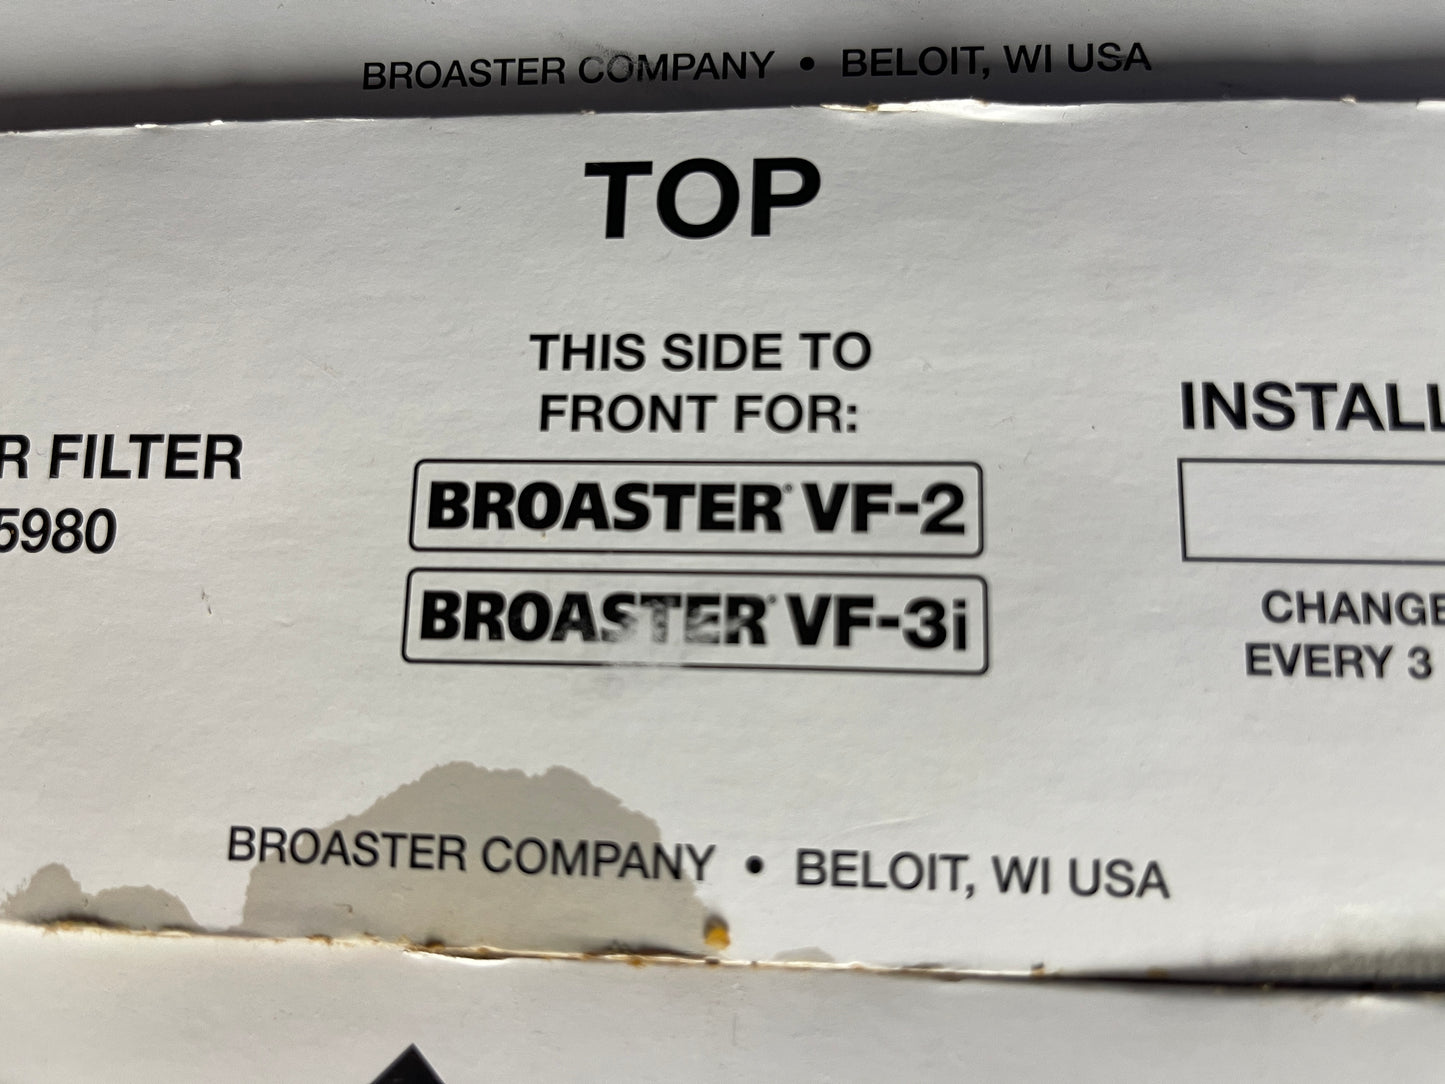 BROASTER COMPANY • BELOIT, WI USA
TOP
THIS SIDE TO
FRONT FOR:
BROASTER® VF-2
BROASTER® VF-3i
R FILTER
5980
INSTALL
CHANGE
EVERY 3
BROASTER COMPANY • BELOIT, WI USA